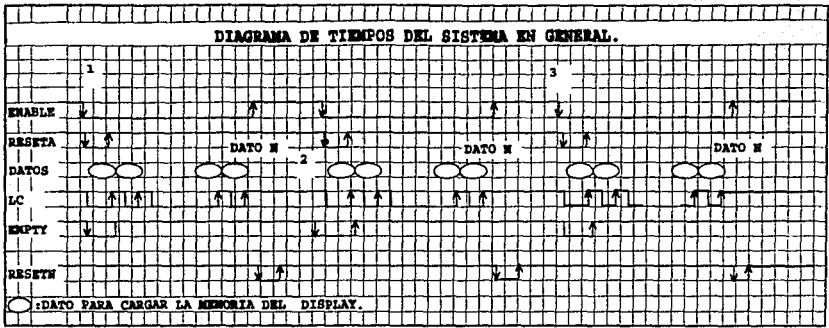 DIAGRAMA DE TIEMPOS DEL SISTEMA EN GENERAL.
1
3
ENABLE
RESETA
DATO N
2
DATO N
DATO N
DATOS
LC
EMPTY
RESETN
:DATO PARA CARGAR LA MEMORIA DEL DISPLAY.